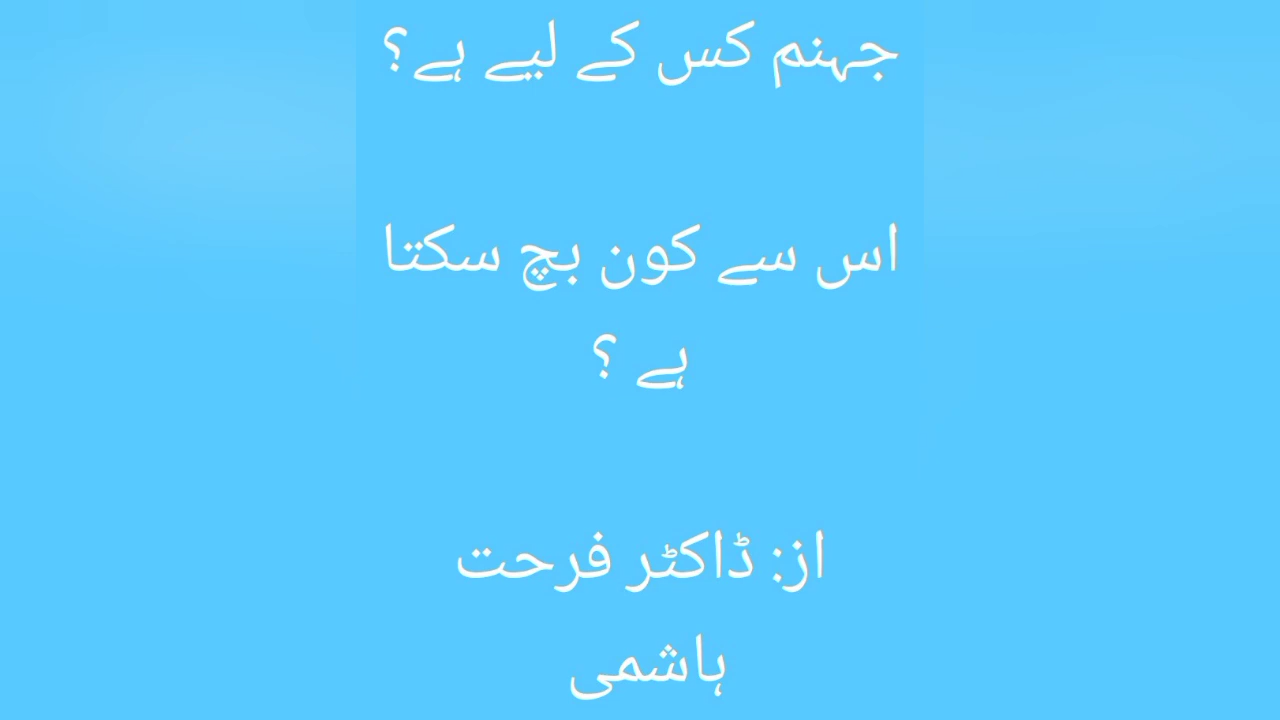 جہنم کس کے لیے ہے؟
اس سے کون بچ سکتا
ہے ؟
از: ڈاکٹر فرحت
ہاشمی